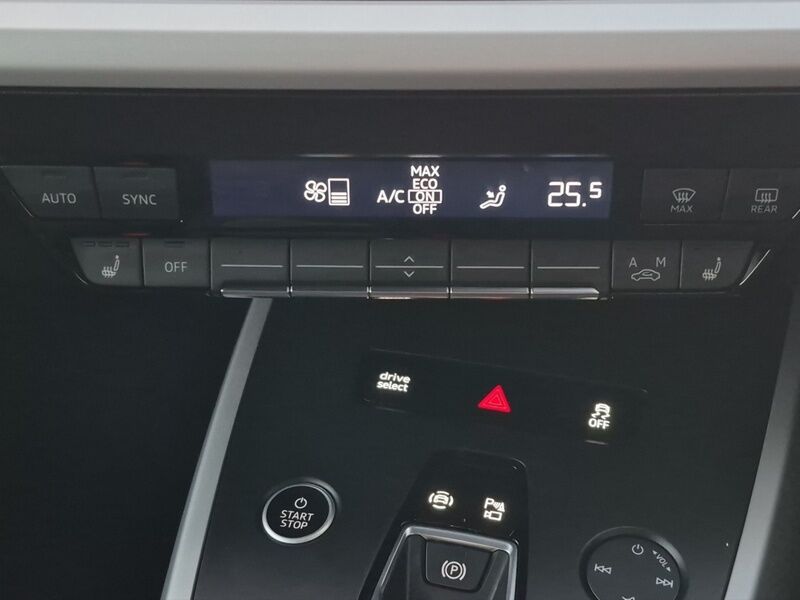 AUTO SYNC A/C MAX 25.5 MAX REAR
ECO
ON
OFF
OFF A M
drive
select
OFF
START
STOP
P
(P)
VOL